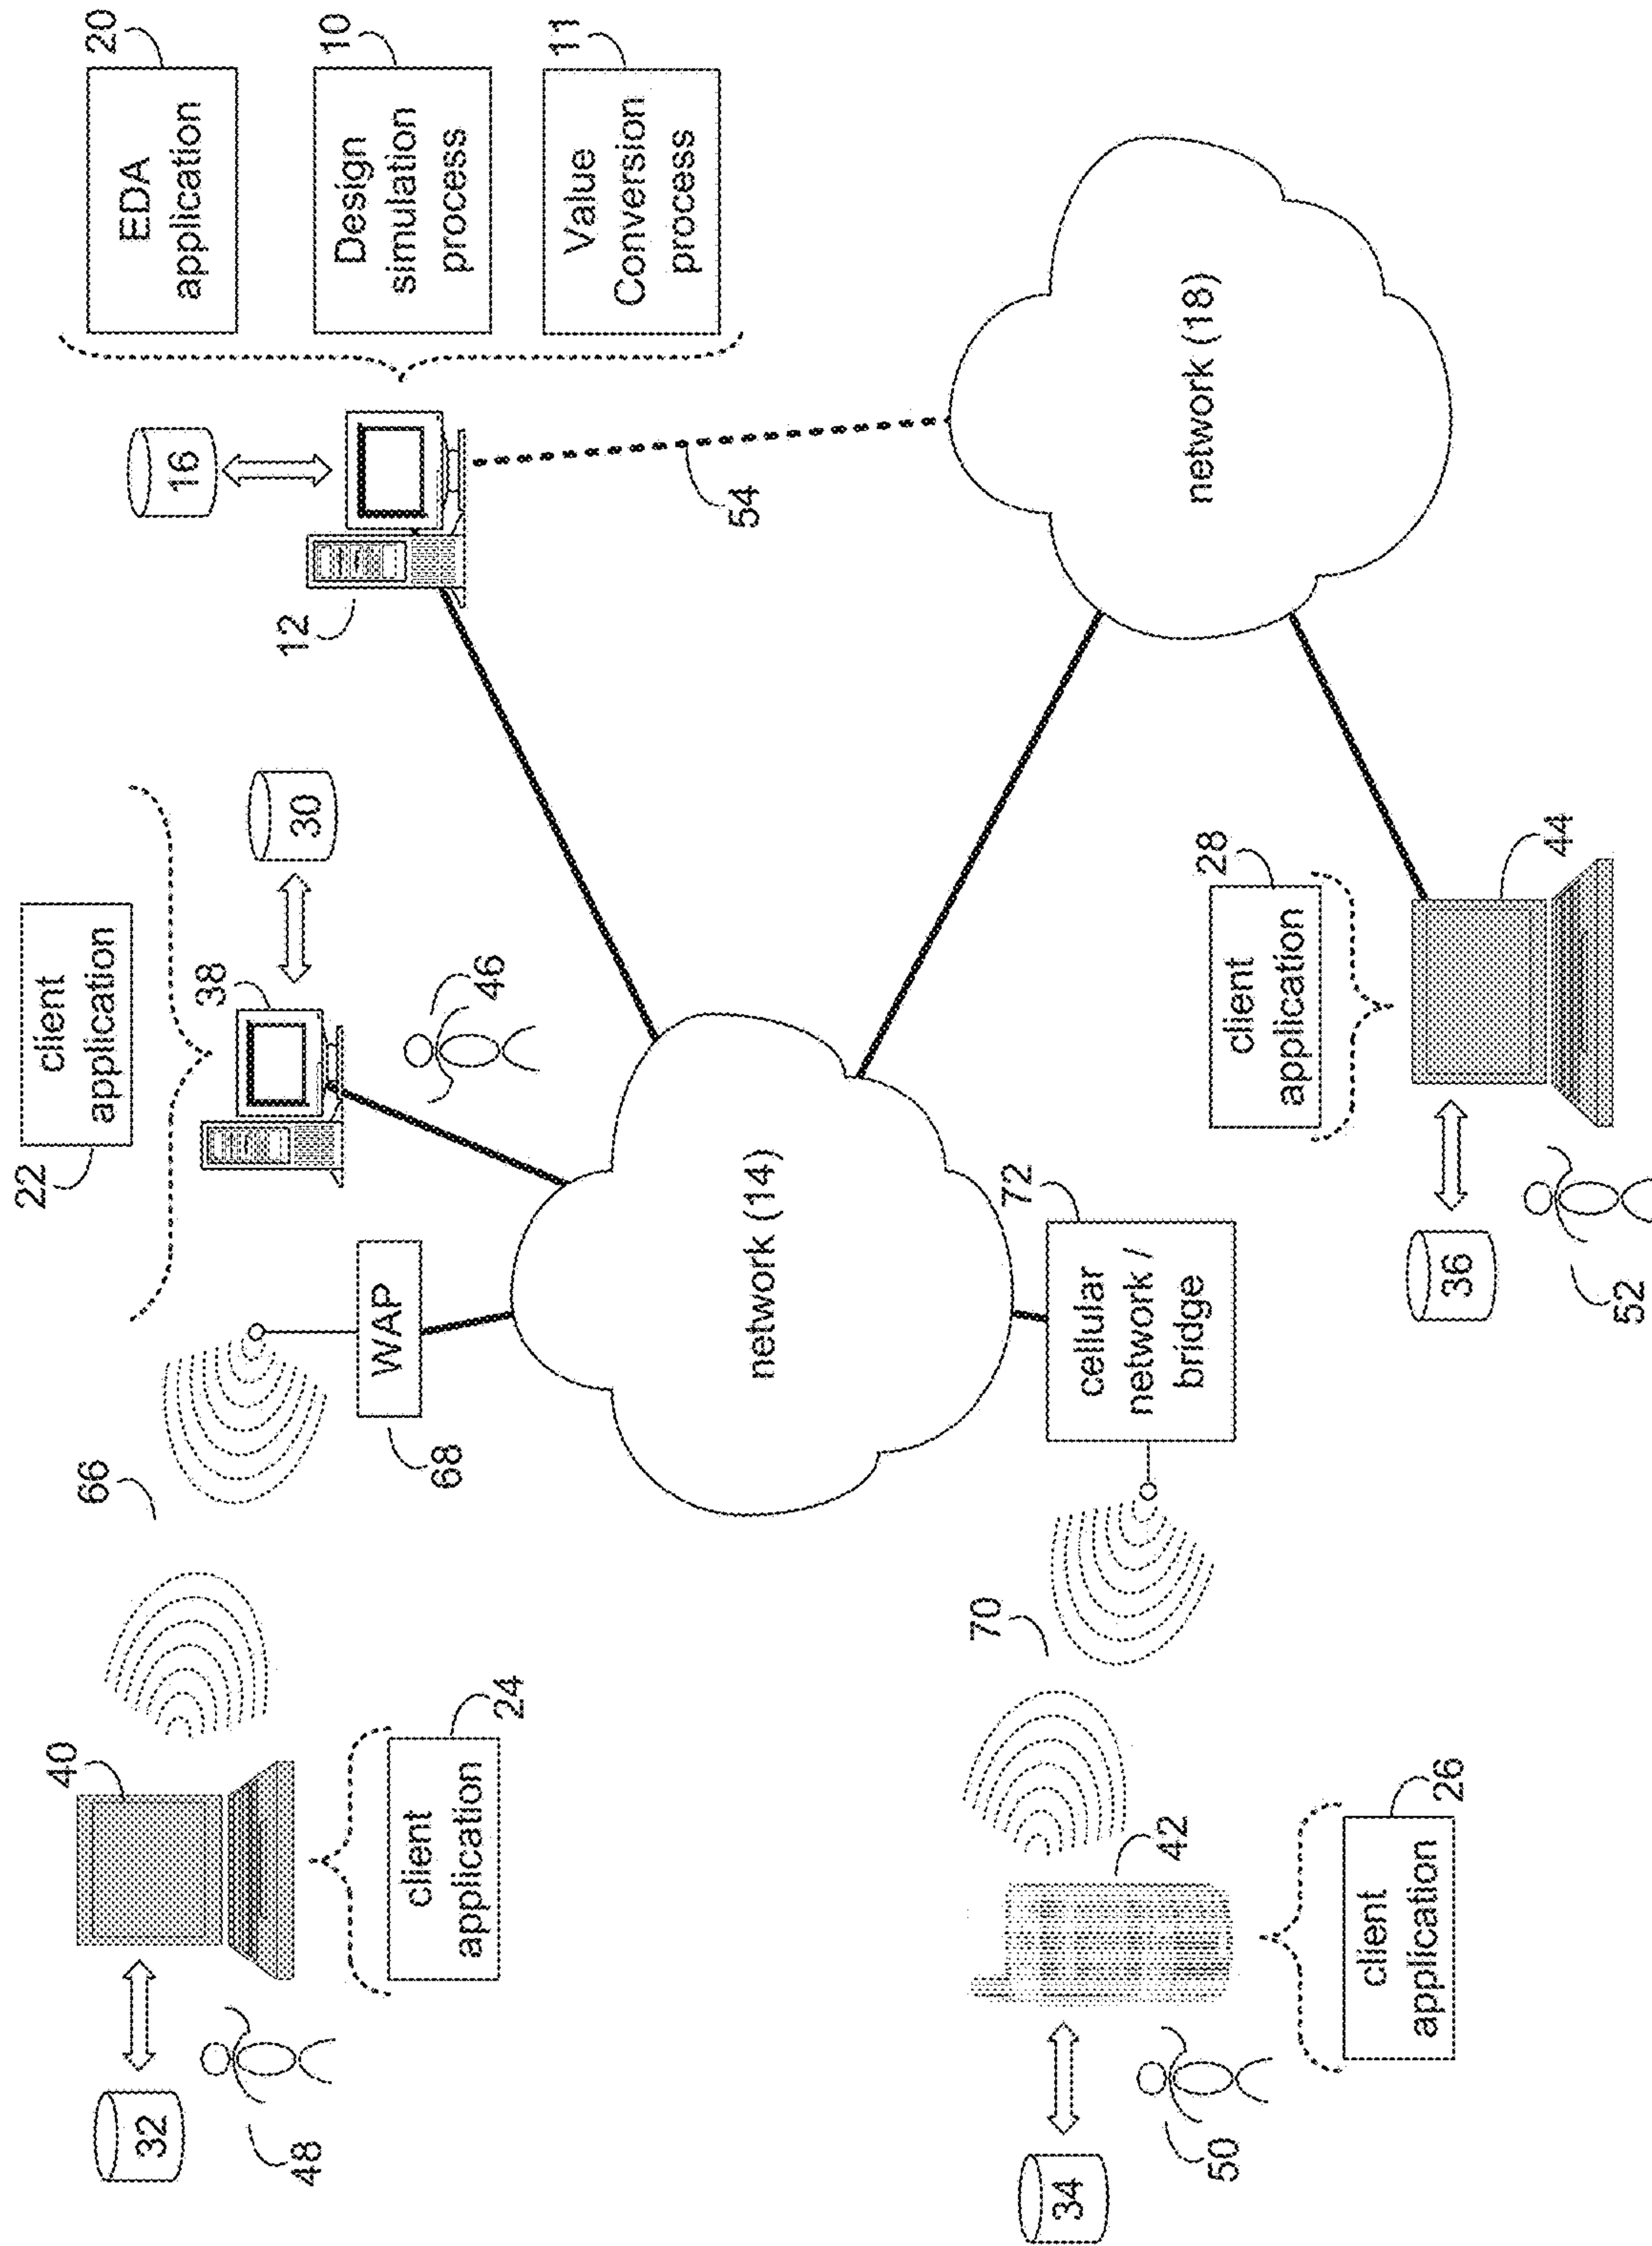 32
48
40
66
client
application
24
22
client
application
38
30
46
WAP
68
16
12
EDA
application
20
Design
simulation
process
10
Value
Conversion
process
11
54
network (14)
network (18)
34
50
42
70
client
application
26
cellular
network /
bridge
72
client
application
28
44
36
52